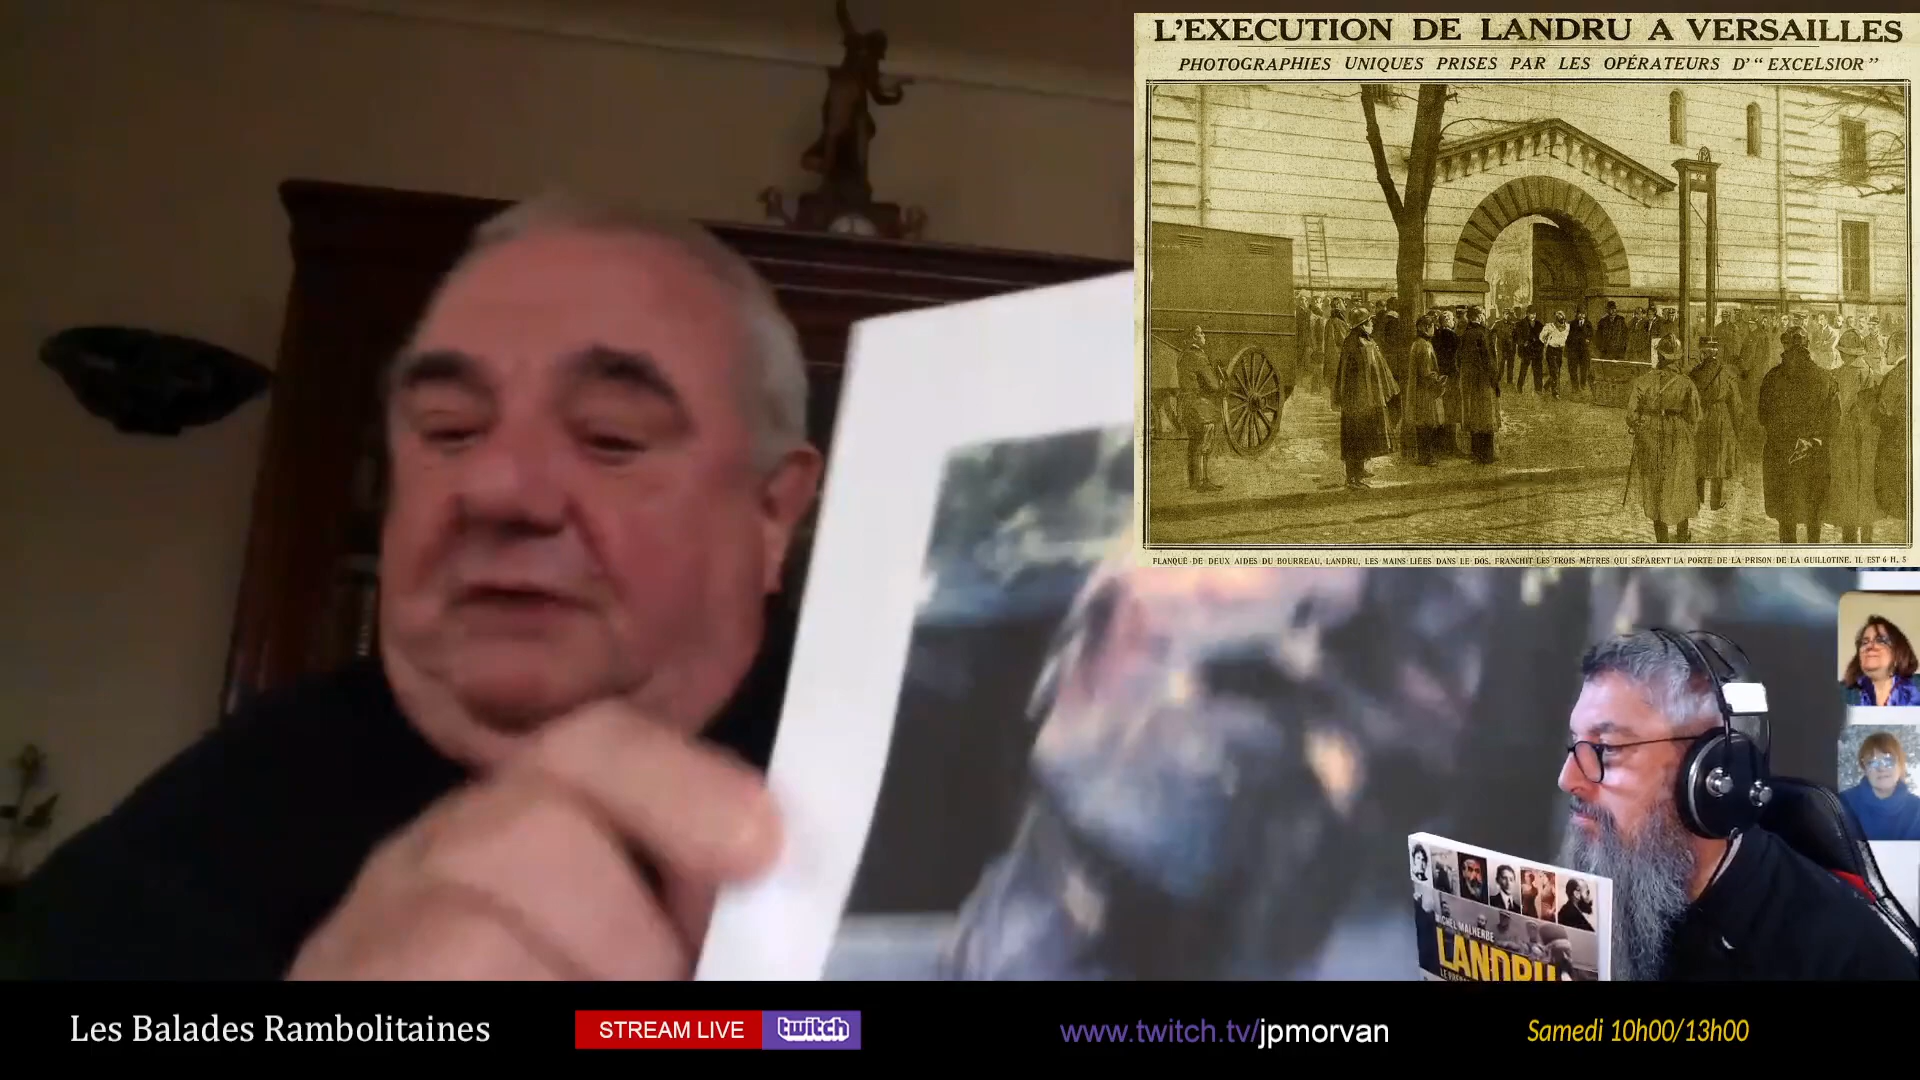 L'EXECUTION DE LANDRU A VERSAILLES
PHOTOGRAPHIES UNIQUES PRISES PAR LES OPÉRATEURS D'" EXCELSIOR "
FLANQUÉ DE DEUX AIDES DU BOURREAU, LANDRU, LES MAINS LIÉES DANS LE DOS, FRANCHIT LES TROIS MÈTRES QUI SÉPARENT LA PORTE DE LA PRISON DE LA GUILLOTINE. IL EST 6 H. 5
MICHEL MALHERBE
LANDRU
Les Balades Rambolitaines
STREAM LIVE
twitch
www.twitch.tv/jpmorvan
Samedi 10h00/13h00